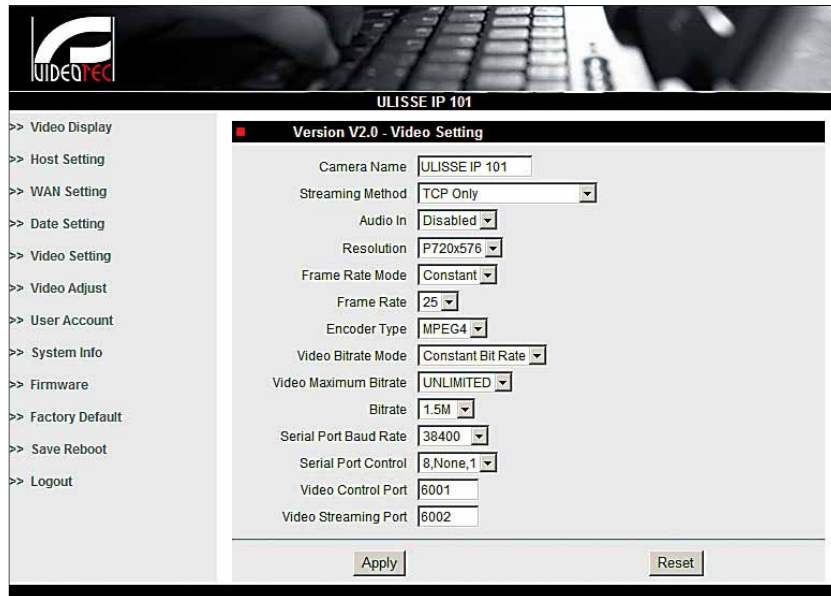 VIDEOTEC
ULISSE IP 101
>> Video Display
>> Host Setting
>> WAN Setting
>> Date Setting
>> Video Setting
>> Video Adjust
>> User Account
>> System Info
>> Firmware
>> Factory Default
>> Save Reboot
>> Logout
Version V2.0 - Video Setting
Camera Name ULISSE IP 101
Streaming Method TCP Only
Audio In Disabled
Resolution P720x576
Frame Rate Mode Constant
Frame Rate 25
Encoder Type MPEG4
Video Bitrate Mode Constant Bit Rate
Video Maximum Bitrate UNLIMITED
Bitrate 1.5M
Serial Port Baud Rate 38400
Serial Port Control 8,None,1
Video Control Port 6001
Video Streaming Port 6002
Apply Reset